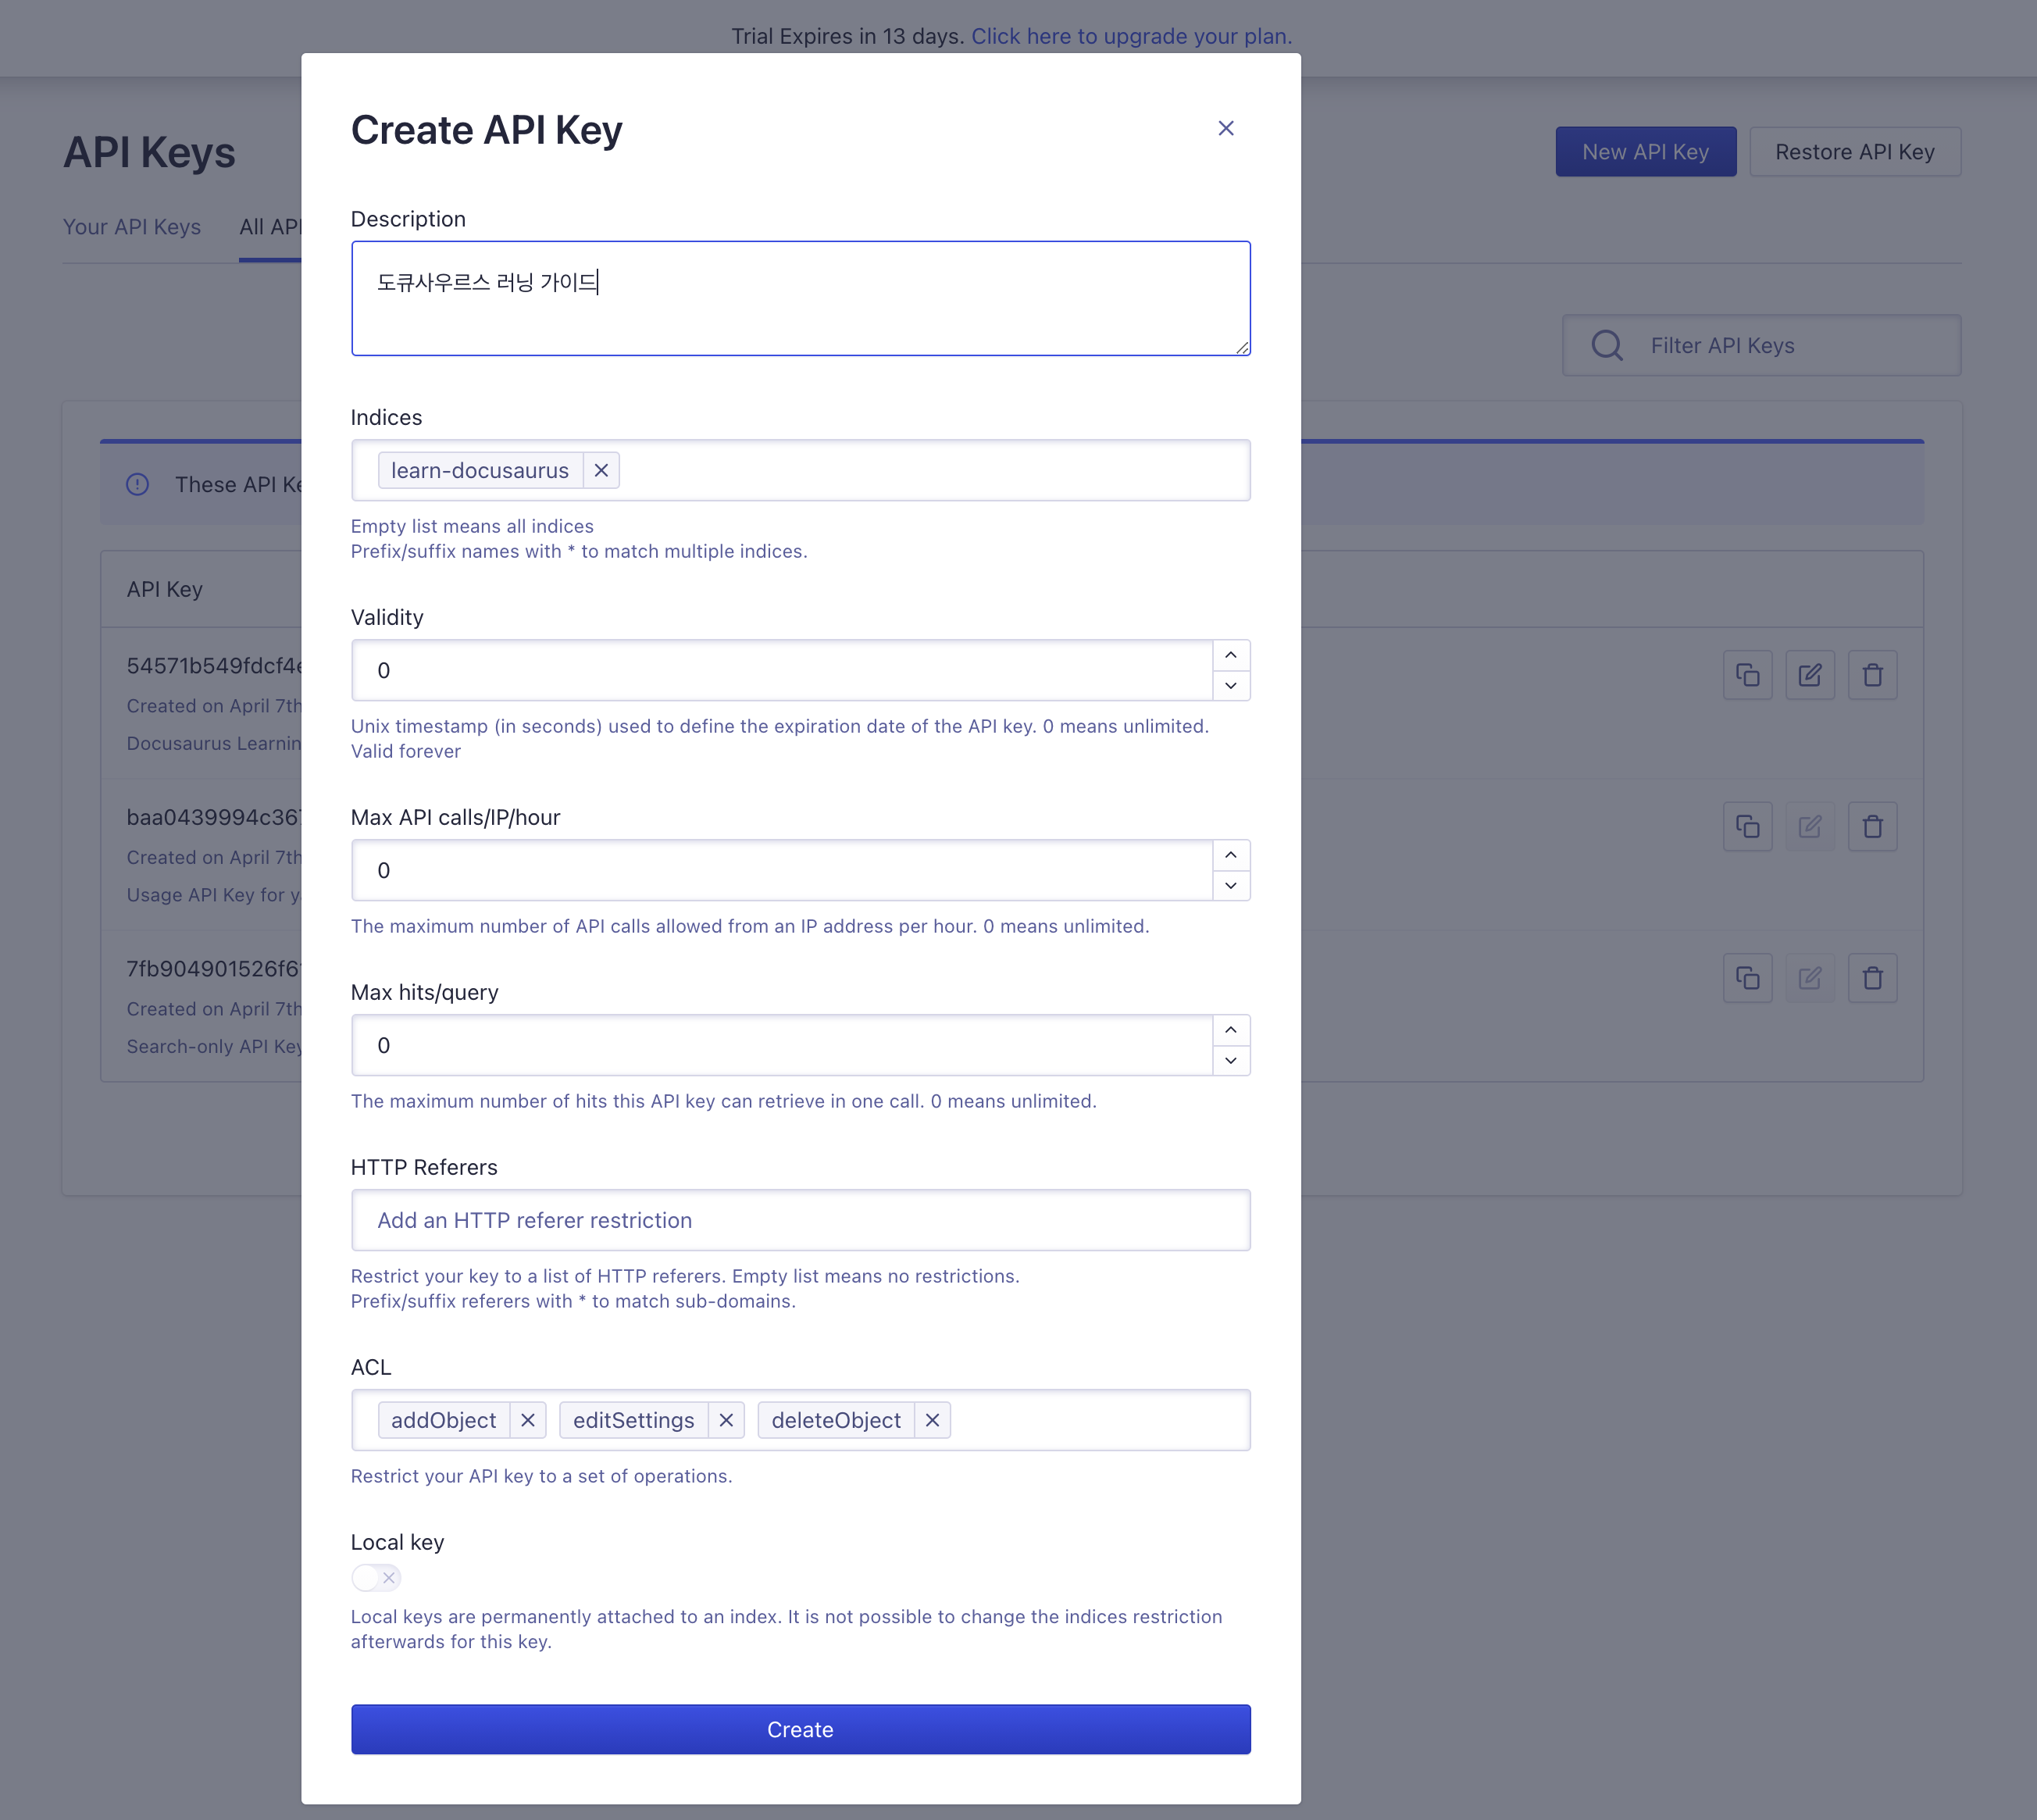 Trial Expires in 13 days. Click here to upgrade your plan.
API Keys
New API Key
Restore API Key
Your API Keys
All API
Filter API Keys
These API Ke
API Key
54571b549fdcf4e
Created on April 7th
Docusaurus Learnin
baa0439994c367
Created on April 7th
Usage API Key for y
7fb904901526f6
Created on April 7th
Search-only API Key
Create API Key
Description
도큐사우르스 러닝 가이드
Indices
learn-docusaurus
Empty list means all indices
Prefix/suffix names with * to match multiple indices.
Validity
0
Unix timestamp (in seconds) used to define the expiration date of the API key. 0 means unlimited.
Valid forever
Max API calls/IP/hour
0
The maximum number of API calls allowed from an IP address per hour. 0 means unlimited.
Max hits/query
0
The maximum number of hits this API key can retrieve in one call. 0 means unlimited.
HTTP Referers
Add an HTTP referer restriction
Restrict your key to a list of HTTP referers. Empty list means no restrictions.
Prefix/suffix referers with * to match sub-domains.
ACL
addObject editSettings deleteObject
Restrict your API key to a set of operations.
Local key
Local keys are permanently attached to an index. It is not possible to change the indices restriction
afterwards for this key.
Create